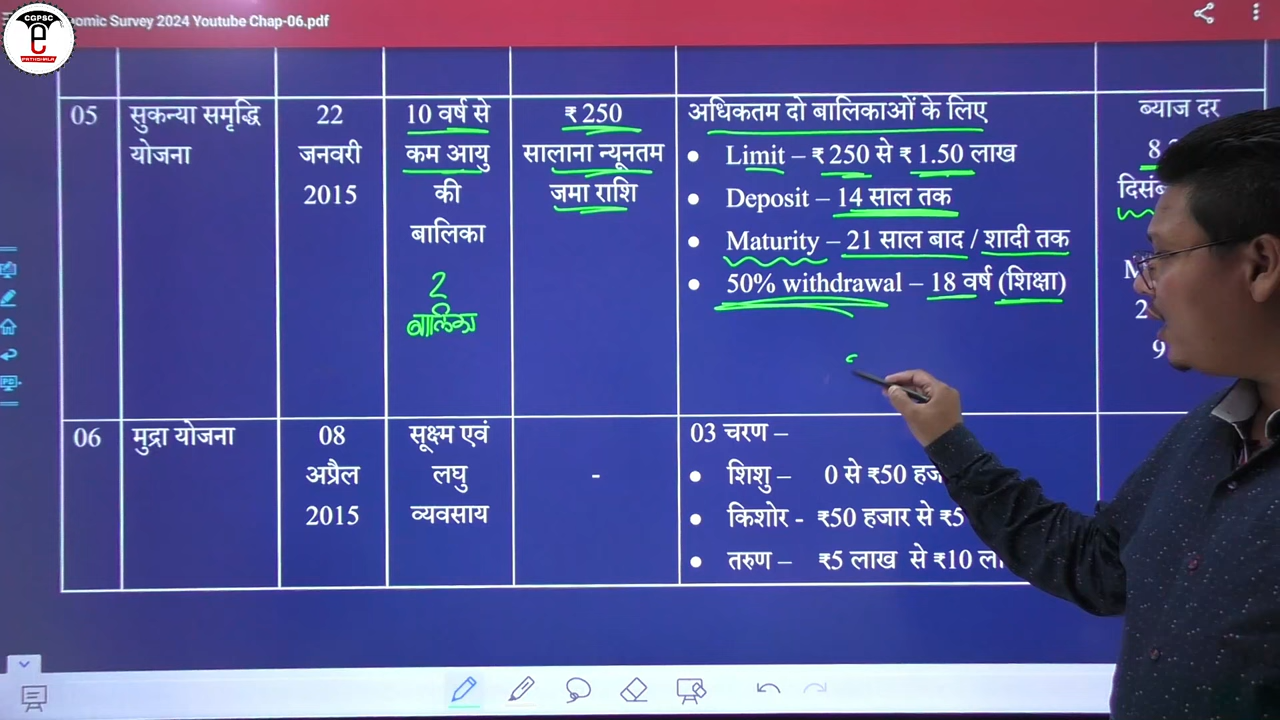 CGPSC
e
PATHSHALA
omic Survey 2024 Youtube Chap-06.pdf
05
सुकन्या समृद्धि
योजना
22
जनवरी
2015
10 वर्ष से
कम आयु
की
बालिका
2
बालिका
₹ 250
सालाना न्यूनतम
जमा राशि
अधिकतम दो बालिकाओं के लिए
• Limit – ₹ 250 से ₹ 1.50 लाख
• Deposit – 14 साल तक
• Maturity – 21 साल बाद / शादी तक
• 50% withdrawal – 18 वर्ष (शिक्षा)
ब्याज दर
8
06
मुद्रा योजना
08
अप्रैल
2015
सूक्ष्म एवं
लघु
व्यवसाय
-
03 चरण –
• शिशु – 0 से ₹50
• किशोर - ₹50 हजार से ₹5
• तरुण – ₹5 लाख से ₹10